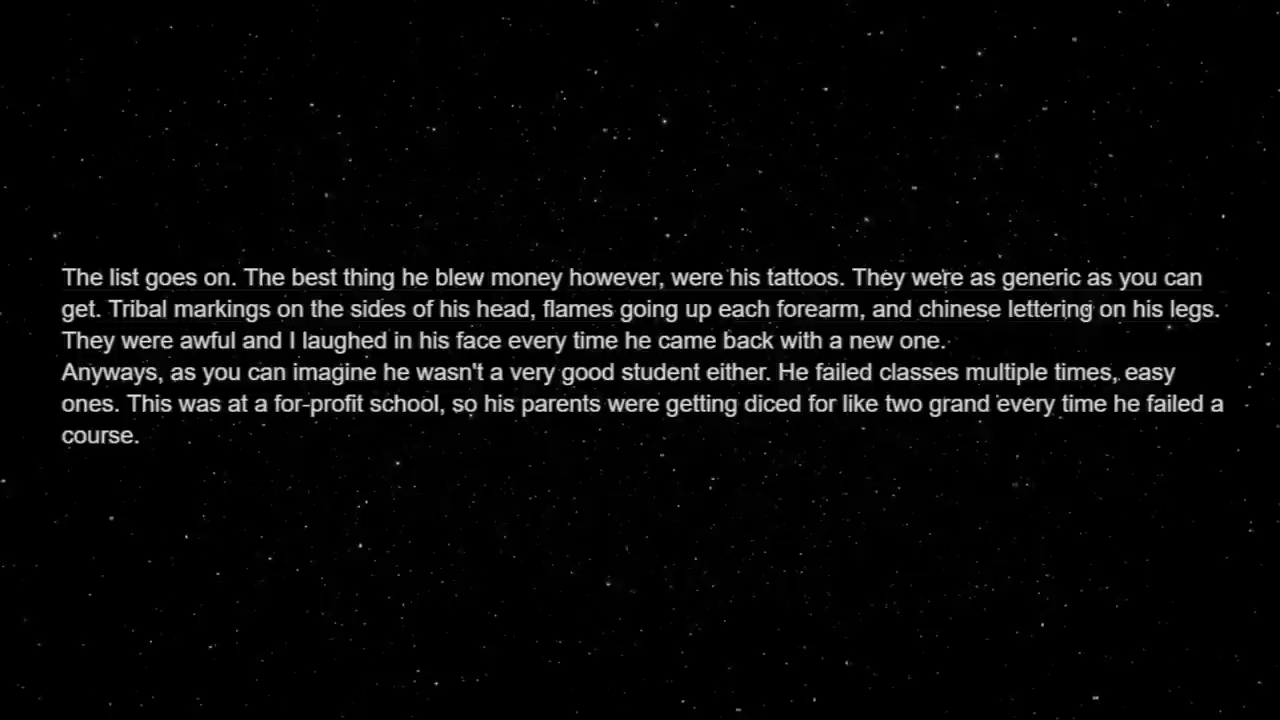 The list goes on. The best thing he blew money however, were his tattoos. They were as generic as you can
get. Tribal markings on the sides of his head, flames going up each forearm, and chinese lettering on his legs.
They were awful and I laughed in his face every time he came back with a new one.
Anyways, as you can imagine he wasn't a very good student either. He failed classes multiple times, easy
ones. This was at a for-profit school, so his parents were getting diced for like two grand every time he failed a
course.